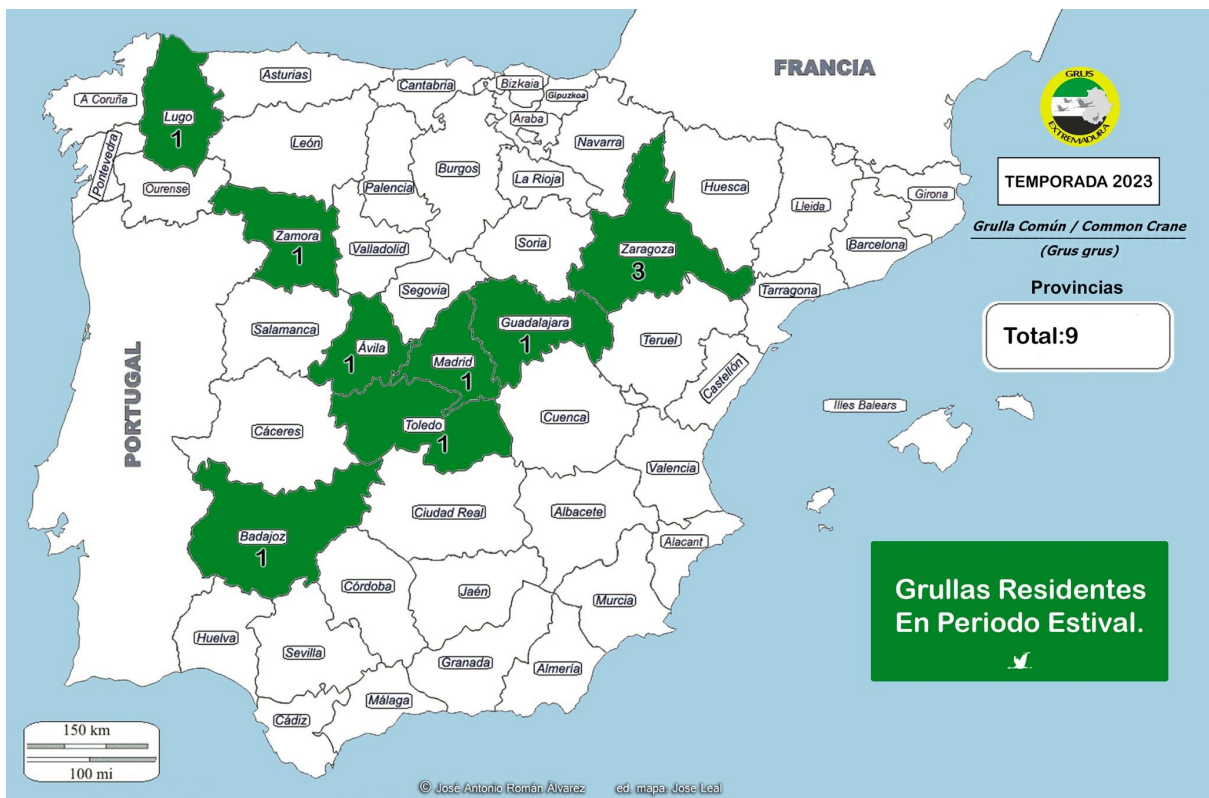 FRANCIA
GRUS
EXTREMADURA
TEMPORADA 2023
Grulla Común / Common Crane
(Grus grus)
Provincias
Total:9
A Coruña
Lugo
1
Asturias
Cantabria
Bizkaia
Gipuzkoa
Araba
Navarra
Pontevedra
Ourense
León
Palencia
Burgos
La Rioja
Huesca
Lleida
Girona
Barcelona
Tarragona
Zamora
1
Valladolid
Soria
Zaragoza
3
Segovia
Salamanca
Ávila
1
Madrid
1
Guadalajara
1
Teruel
Castellón
PORTUGAL
Cáceres
Toledo
1
Cuenca
Valencia
Illes Balears
Badajoz
1
Ciudad Real
Albacete
Alacant
Córdoba
Jaén
Murcia
Huelva
Sevilla
Granada
Almería
Málaga
Cádiz
Grullas Residentes
En Periodo Estival.
150 km
100 mi
© José Antonio Román Álvarez ed. mapa: Jose Leal